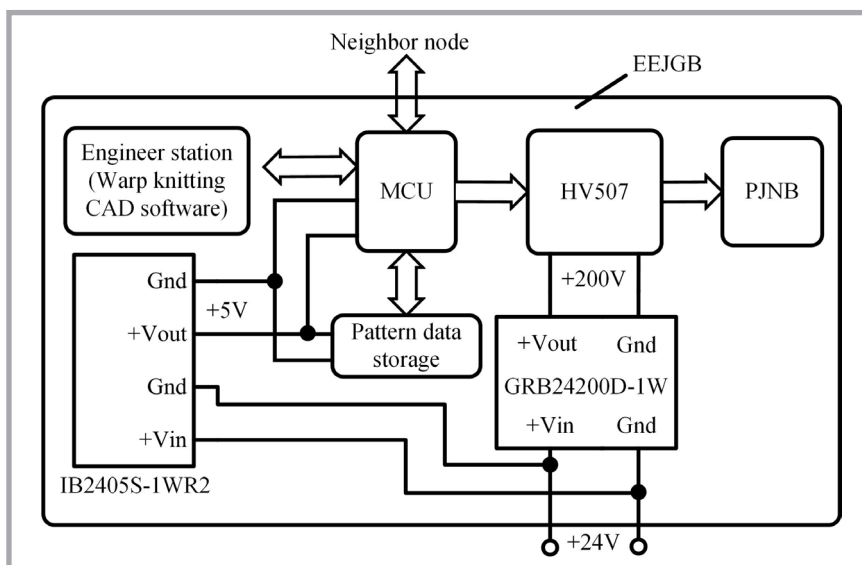 Neighbor node
EEJGB
Engineer station
(Warp knitting
CAD software)
MCU
HV507
PJNB
Gnd
+5V
+Vout
Gnd
+Vin
IB2405S-1WR2
Pattern data
storage
+200V
+Vout Gnd
GRB24200D-1W
+Vin Gnd
+24V